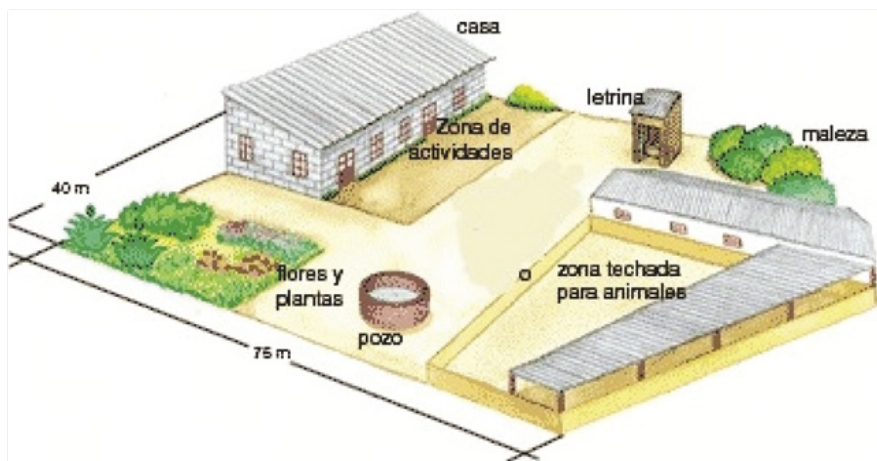 casa
letrina
Zona de
actividades
maleza
40 m
flores y
plantas
o
zona techada
para animales
pozo
75 m